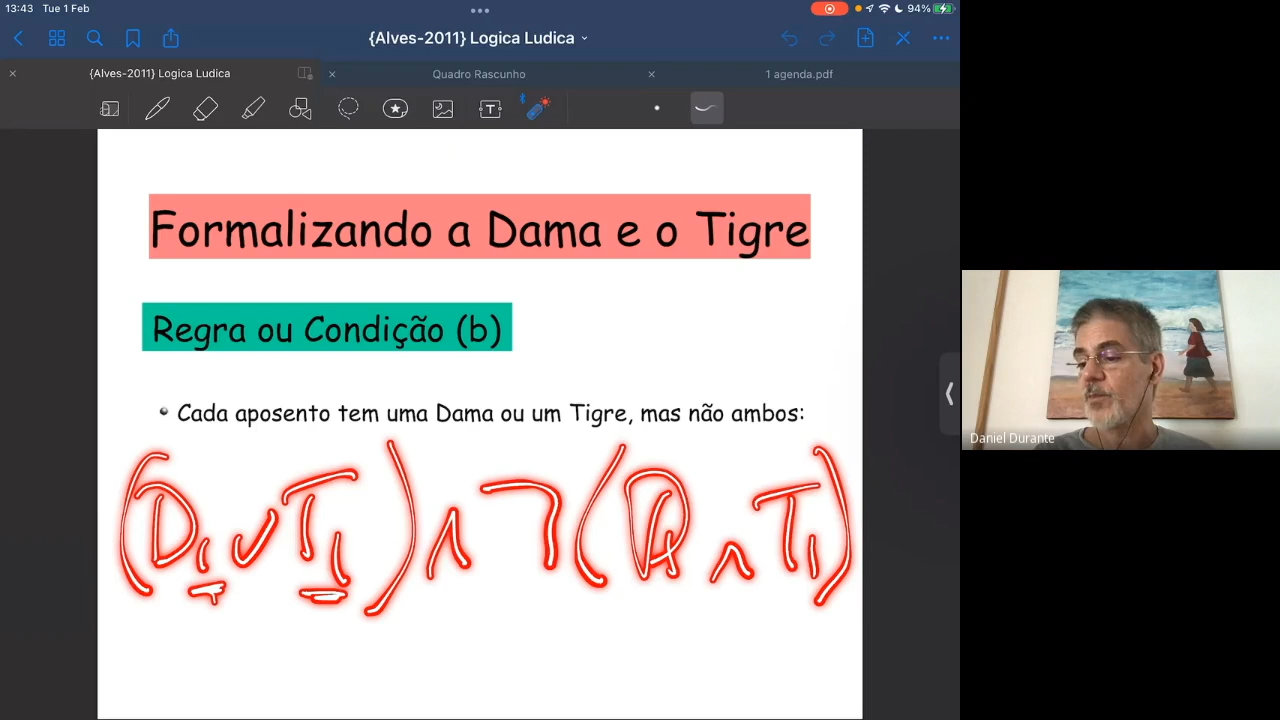 13:43 Tue 1 Feb
94%
{Alves-2011} Logica Ludica
{Alves-2011} Logica Ludica
Quadro Rascunho
1 agenda.pdf
T
Formalizando a Dama e o Tigre
Regra ou Condição (b)
• Cada aposento tem uma Dama ou um Tigre, mas não ambos:
(D₁ ∨ T₁) ∧ ¬(D₁ ∧ T₁)
Daniel Durante